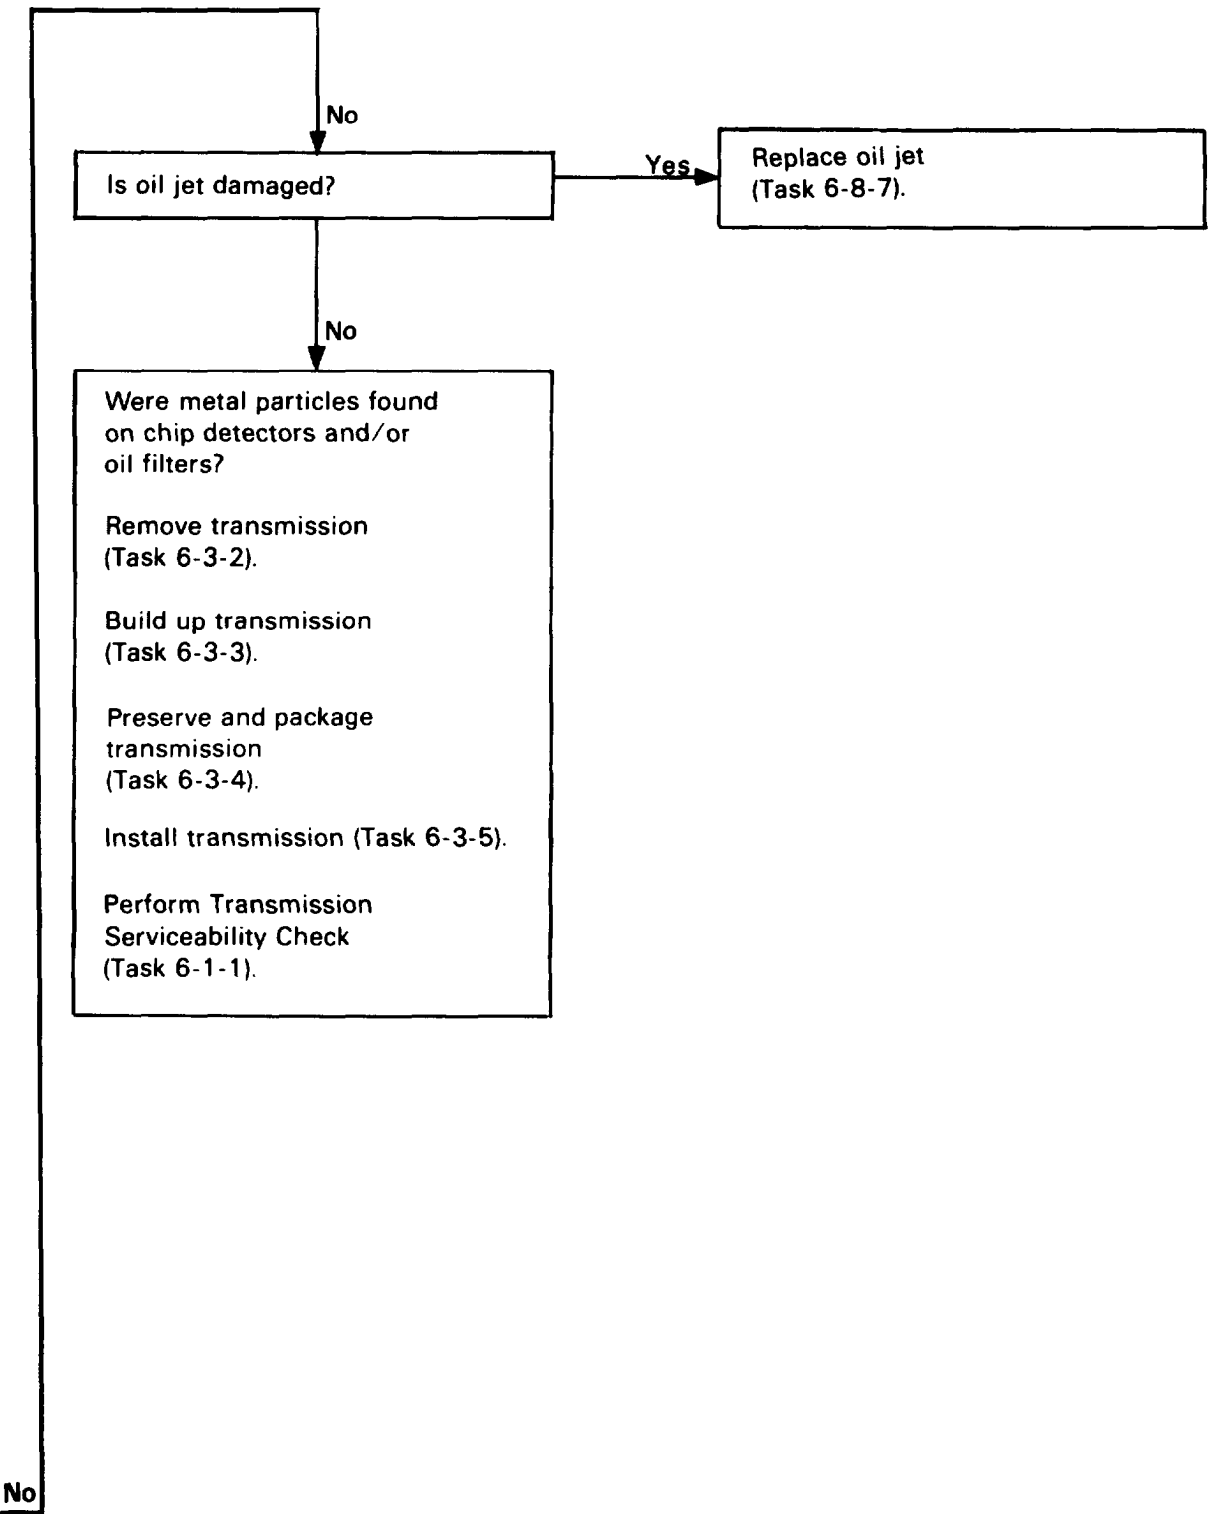 No
Is oil jet damaged?
Yes
Replace oil jet
(Task 6-8-7).
No
Were metal particles found
on chip detectors and/or
oil filters?
Remove transmission
(Task 6-3-2).
Build up transmission
(Task 6-3-3).
Preserve and package
transmission
(Task 6-3-4).
Install transmission (Task 6-3-5).
Perform Transmission
Serviceability Check
(Task 6-1-1).
No